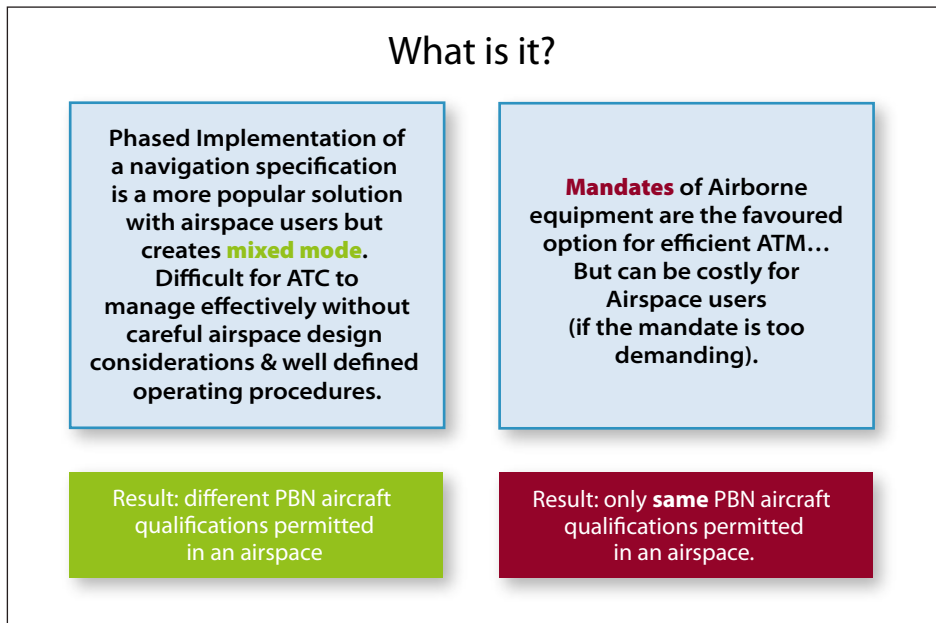 What is it?
Phased Implementation of
a navigation specification
is a more popular solution
with airspace users but
creates mixed mode.
Difficult for ATC to
manage effectively without
careful airspace design
considerations & well defined
operating procedures.
Mandates of Airborne
equipment are the favoured
option for efficient ATM…
But can be costly for
Airspace users
(if the mandate is too
demanding).
Result: different PBN aircraft
qualifications permitted
in an airspace
Result: only same PBN aircraft
qualifications permitted
in an airspace.